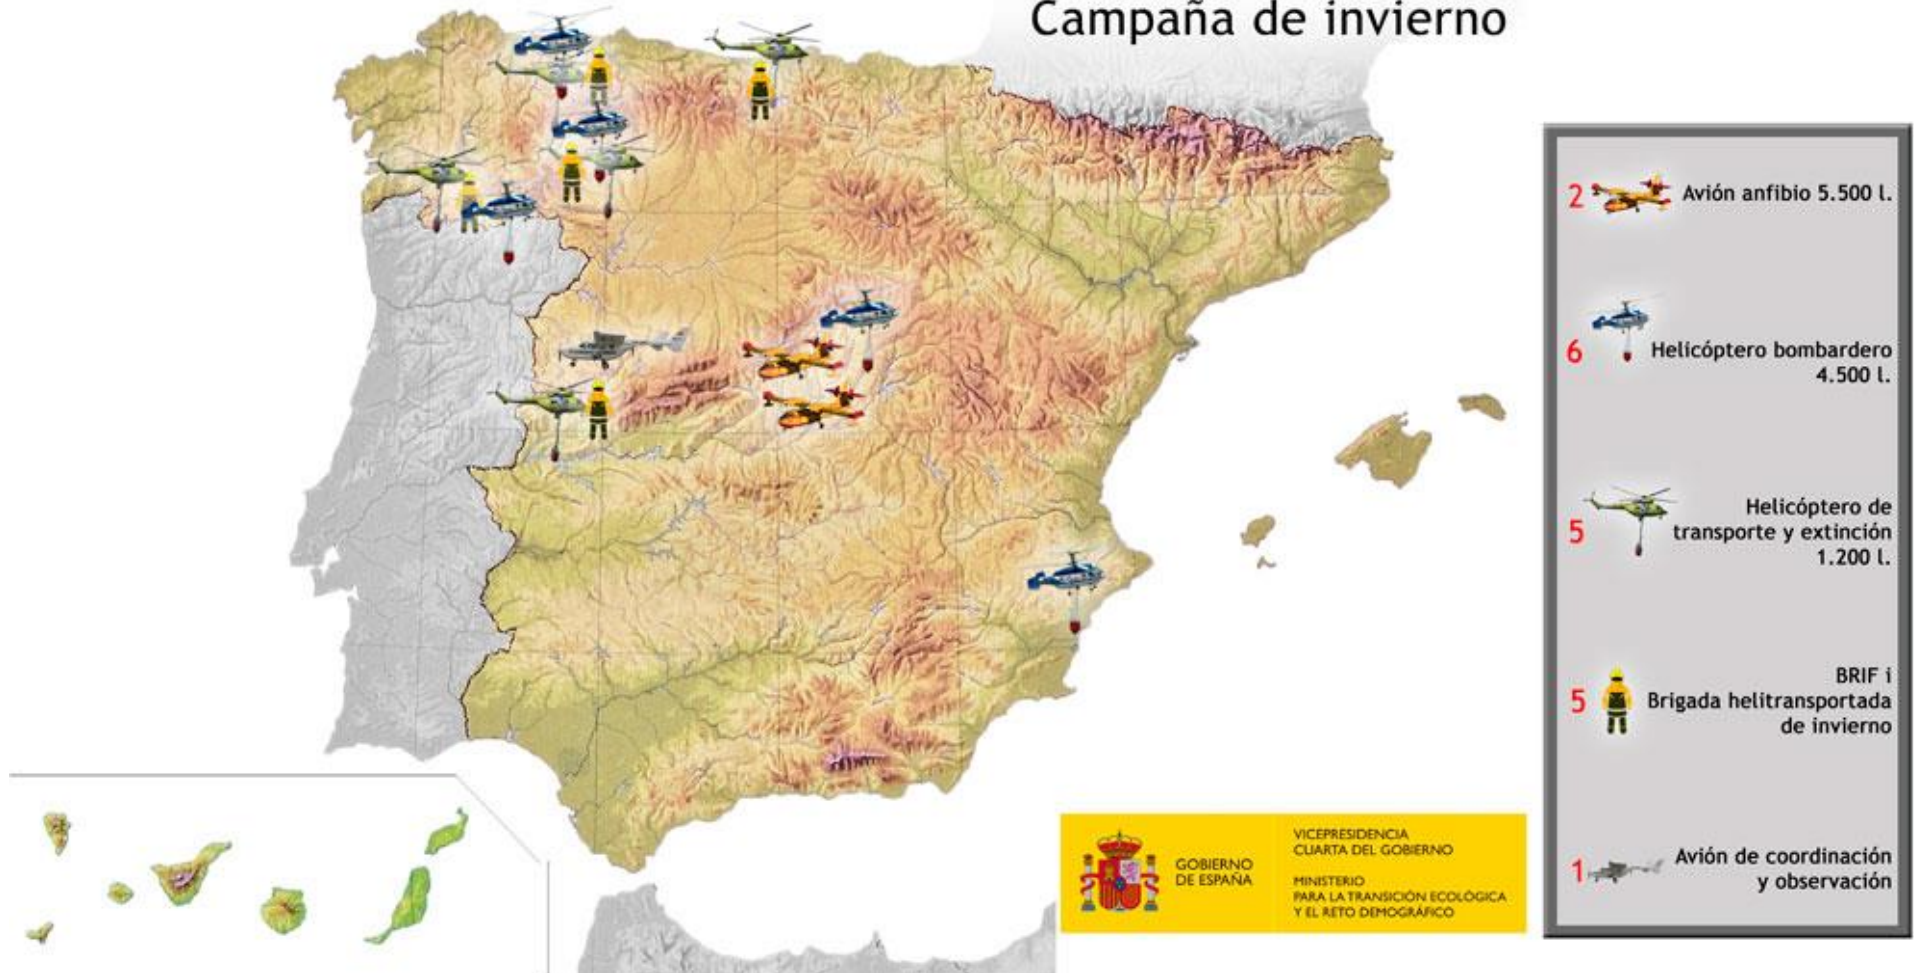 Campaña de invierno
2
Avión anfibio 5.500 l.
6
Helicóptero bombardero
4.500 l.
5
Helicóptero de
transporte y extinción
1.200 l.
5
BRIF i
Brigada helitransportada
de invierno
1
Avión de coordinación
y observación
GOBIERNO
DE ESPAÑA
VICEPRESIDENCIA
CUARTA DEL GOBIERNO
MINISTERIO
PARA LA TRANSICIÓN ECOLÓGICA
Y EL RETO DEMOGRÁFICO